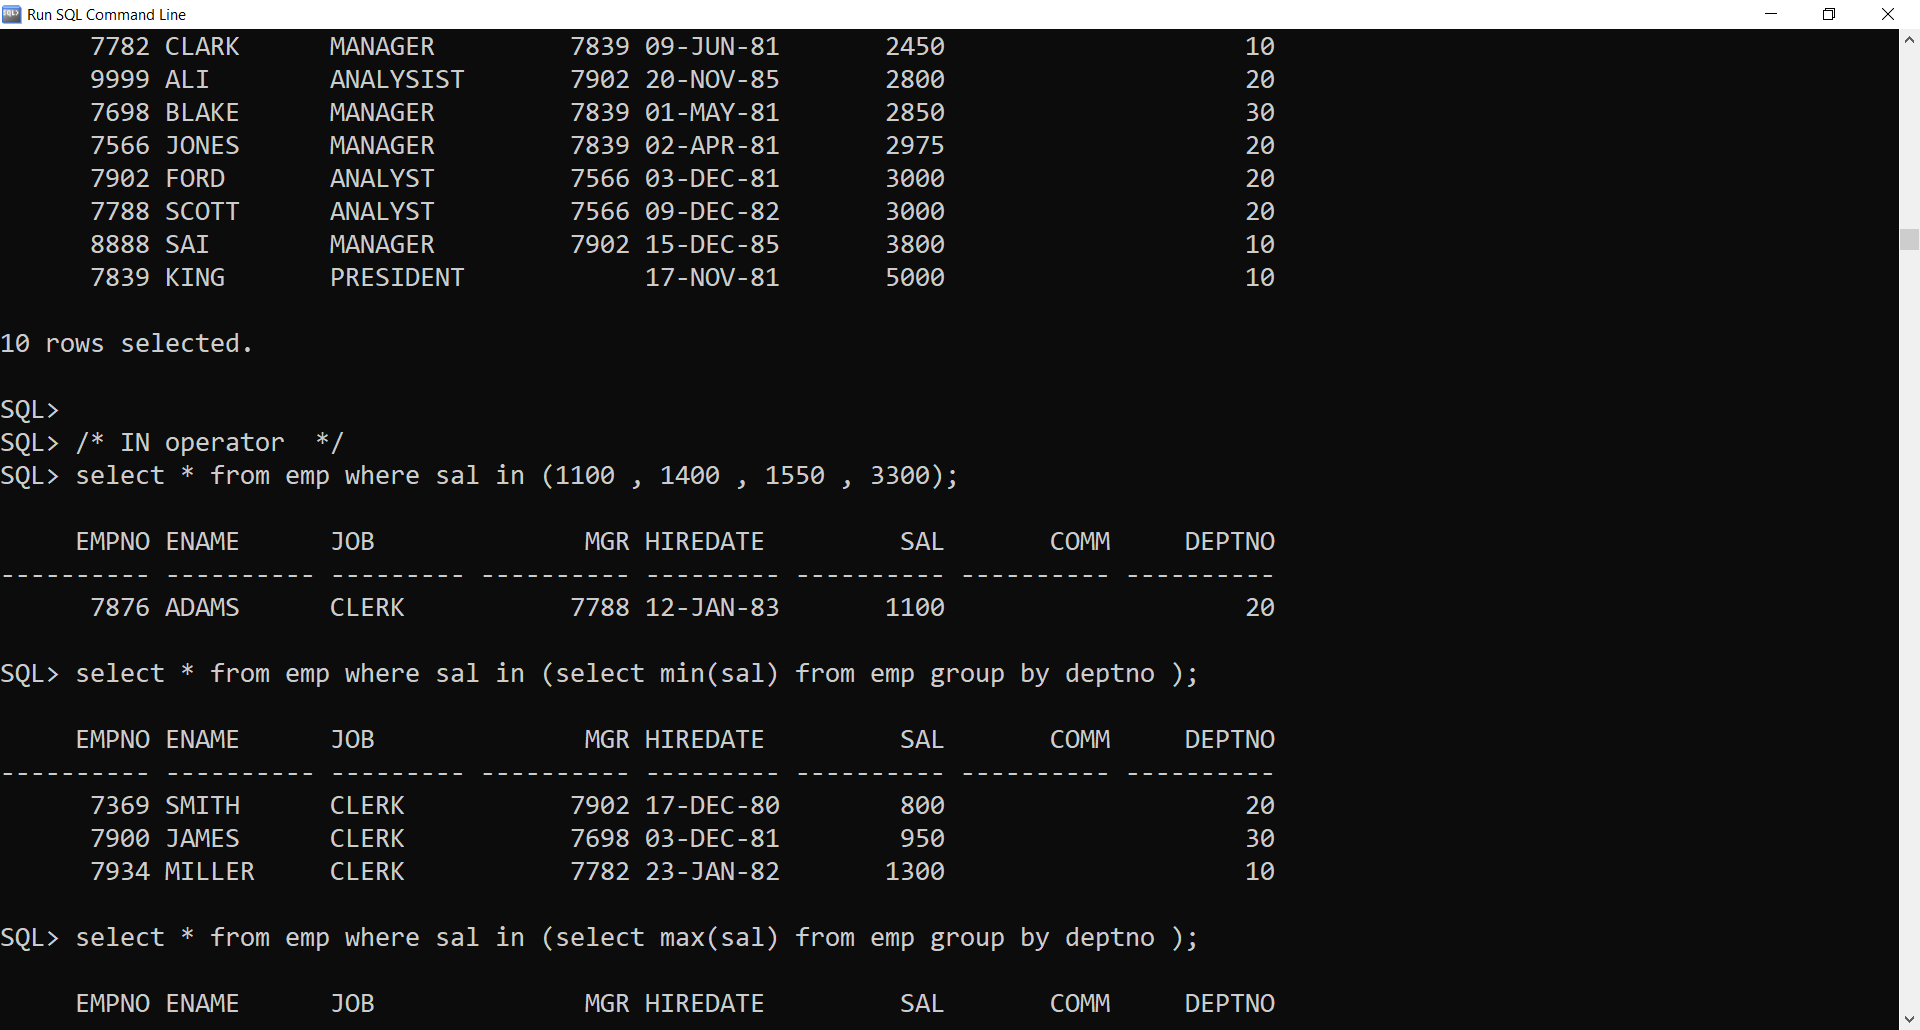 Run SQL Command Line
7782 CLARK      MANAGER         7839 09-JUN-81       2450                    10
9999 ALI        ANALYSIST       7902 20-NOV-85       2800                    20
7698 BLAKE      MANAGER         7839 01-MAY-81       2850                    30
7566 JONES      MANAGER         7839 02-APR-81       2975                    20
7902 FORD       ANALYST         7566 03-DEC-81       3000                    20
7788 SCOTT      ANALYST         7566 09-DEC-82       3000                    20
8888 SAI        MANAGER         7902 15-DEC-85       3800                    10
7839 KING       PRESIDENT            17-NOV-81       5000                    10
10 rows selected.
SQL>
SQL> /* IN operator  */
SQL> select * from emp where sal in (1100 , 1400 , 1550 , 3300);
EMPNO ENAME      JOB              MGR HIREDATE         SAL       COMM     DEPTNO
---------- ---------- --------- ---------- --------- ---------- ---------- ----------
7876 ADAMS      CLERK           7788 12-JAN-83       1100                    20
SQL> select * from emp where sal in (select min(sal) from emp group by deptno );
EMPNO ENAME      JOB              MGR HIREDATE         SAL       COMM     DEPTNO
---------- ---------- --------- ---------- --------- ---------- ---------- ----------
7369 SMITH      CLERK           7902 17-DEC-80        800                    20
7900 JAMES      CLERK           7698 03-DEC-81        950                    30
7934 MILLER     CLERK           7782 23-JAN-82       1300                    10
SQL> select * from emp where sal in (select max(sal) from emp group by deptno );
EMPNO ENAME      JOB              MGR HIREDATE         SAL       COMM     DEPTNO